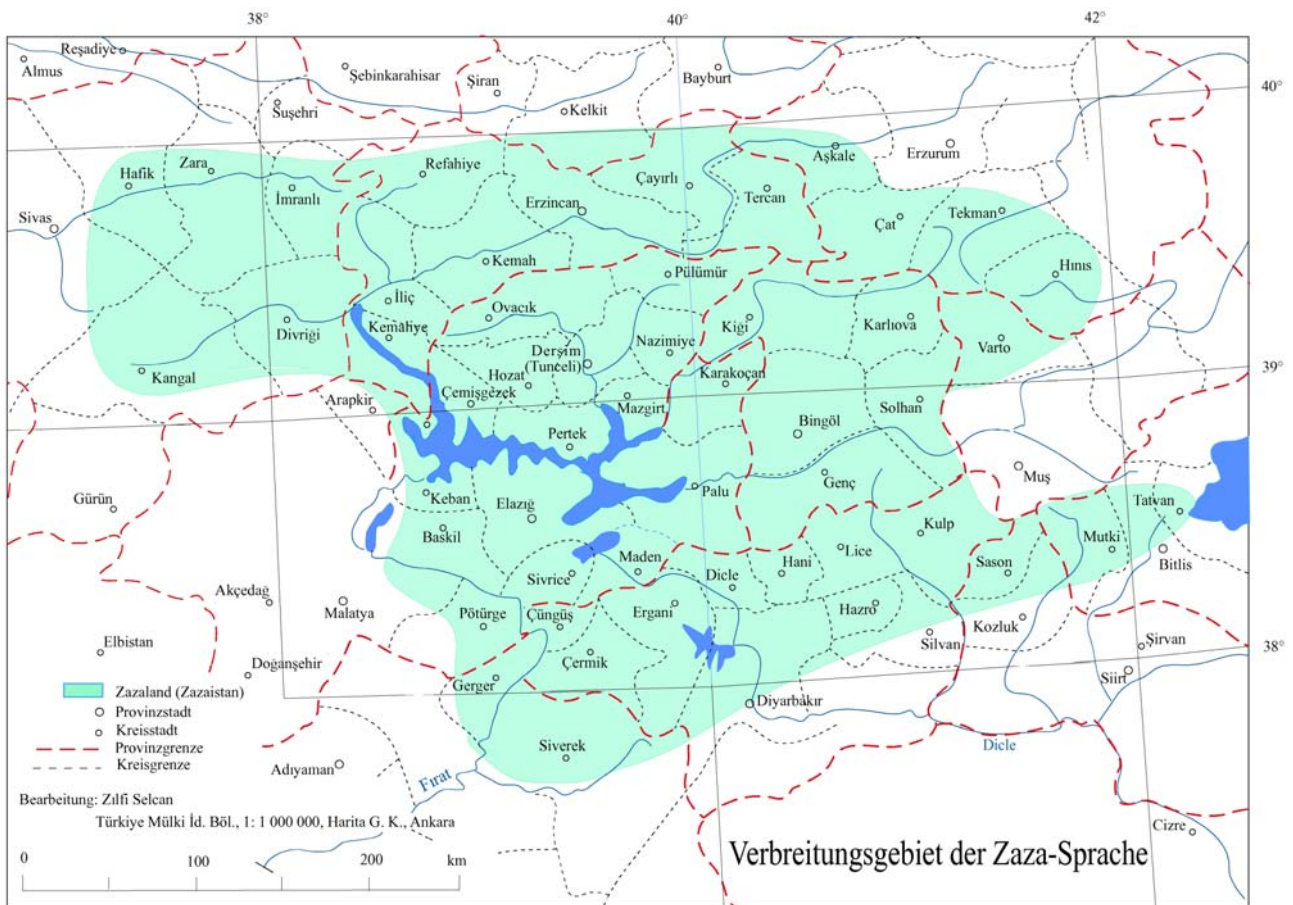 38°
40°
42°
Reşadiye
Almus
Şebinkarahisar
Şiran
Bayburt
40°
Suşehri
Kelkit
Zara
Refahiye
Aşkale
Erzurum
Hafik
İmranlı
Çayırlı
Tercan
Sivas
Erzincan
Çat
Tekman
Kemah
Pülümür
Hınıs
İliç
Ovacık
Divriği
Kemâhiye
Nazimiye
Kiği
Karlıova
Varto
Dersim
(Tunceli)
Kangal
Hozat
Karakoçan
39°
Arapkir
Çemişgezek
Mazgirt
Solhan
Pertek
Bingöl
Muş
Gürün
Keban
Elazığ
Palu
Genç
Tatvan
Baskil
Kulp
Mutki
Maden
Lice
Bitlis
Sivrice
Dicle
Hani
Sason
Akçedağ
Malatya
Pötürge
Çüngüş
Ergani
Hazro
Kozluk
Elbistan
Silvan
Şirvan
38°
Doğanşehir
Çermik
Siirt
Gerger
Diyarbakır
Zazaland (Zazaistan)
Provinzstadt
Kreisstadt
Provinzgrenze
Kreisgrenze
Siverek
Dicle
Adıyaman
Fırat
Bearbeitung: Zılfi Selcan
Türkiye Mülki İd. Böl., 1: 1 000 000, Harita G. K., Ankara
Cizre
0 100 200 km
Verbreitungsgebiet der Zaza-Sprache